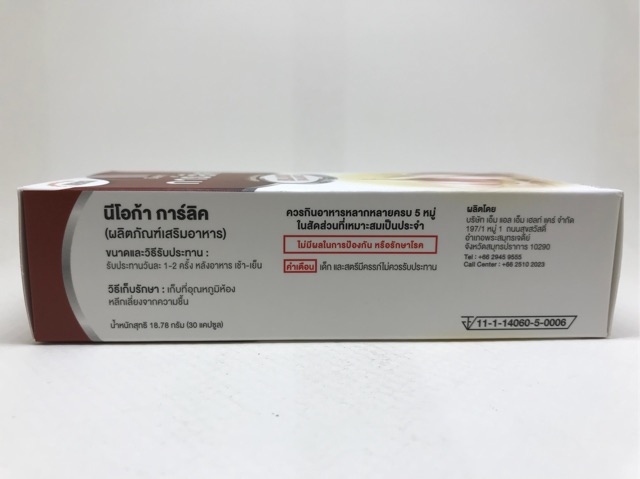 นีโอก้า การ์ลิค
(ผลิตภัณฑ์เสริมอาหาร)
ขนาดและวิธีรับประทาน :
รับประทานวันละ 1-2 ครั้ง หลังอาหาร เช้า-เย็น
วิธีเก็บรักษา : เก็บที่อุณหภูมิห้อง
หลีกเลี่ยงจากความชื้น
น้ำหนักสุทธิ 18.78 กรัม (30 แคปซูล)
ควรกินอาหารหลากหลายครบ 5 หมู่
ในสัดส่วนที่เหมาะสมเป็นประจำ
ไม่มีผลในการป้องกัน หรือรักษาโรค
คำเตือน เด็ก และสตรีมีครรภ์ไม่ควรรับประทาน
ผลิตโดย
บริษัท เอ็ม แอล เอ็ม เฮลท์ แคร์ จำกัด
197/1 หมู่ 1 ถนนสุขสวัสดิ์
อำเภอพระสมุทรเจดีย์
จังหวัดสมุทรปราการ 10290
Tel : +66 2945 9555
Call Center : +66 2510 2023
11-1-14060-5-0006